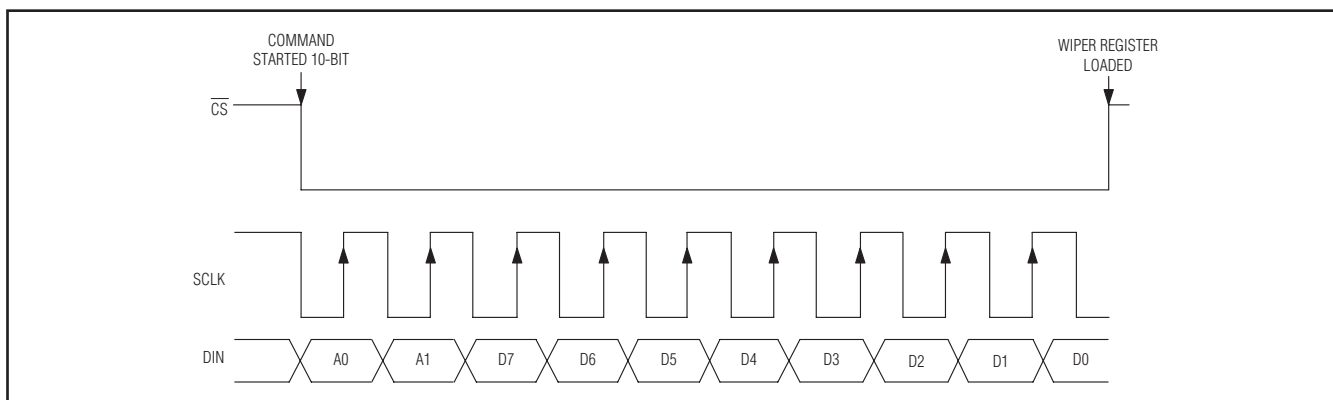 COMMAND
STARTED 10-BIT
WIPER REGISTER
LOADED
CS
SCLK
DIN
A0
A1
D7
D6
D5
D4
D3
D2
D1
D0